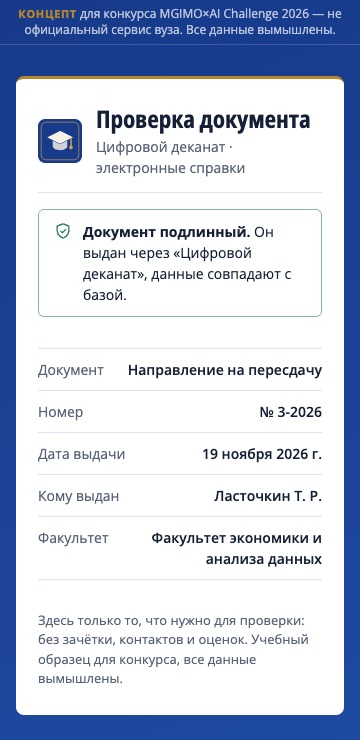 КОНЦЕПТ для конкурса MGIMO×AI Challenge 2026 — не
официальный сервис вуза. Все данные вымышлены.
Проверка документа
Цифровой деканат ·
электронные справки
Документ подлинный. Он
выдан через «Цифровой
деканат», данные совпадают с
базой.
Документ Направление на пересдачу
Номер № 3-2026
Дата выдачи 19 ноября 2026 г.
Кому выдан Ласточкин Т. Р.
Факультет Факультет экономики и
анализа данных
Здесь только то, что нужно для проверки:
без зачётки, контактов и оценок. Учебный
образец для конкурса, все данные
вымышлены.